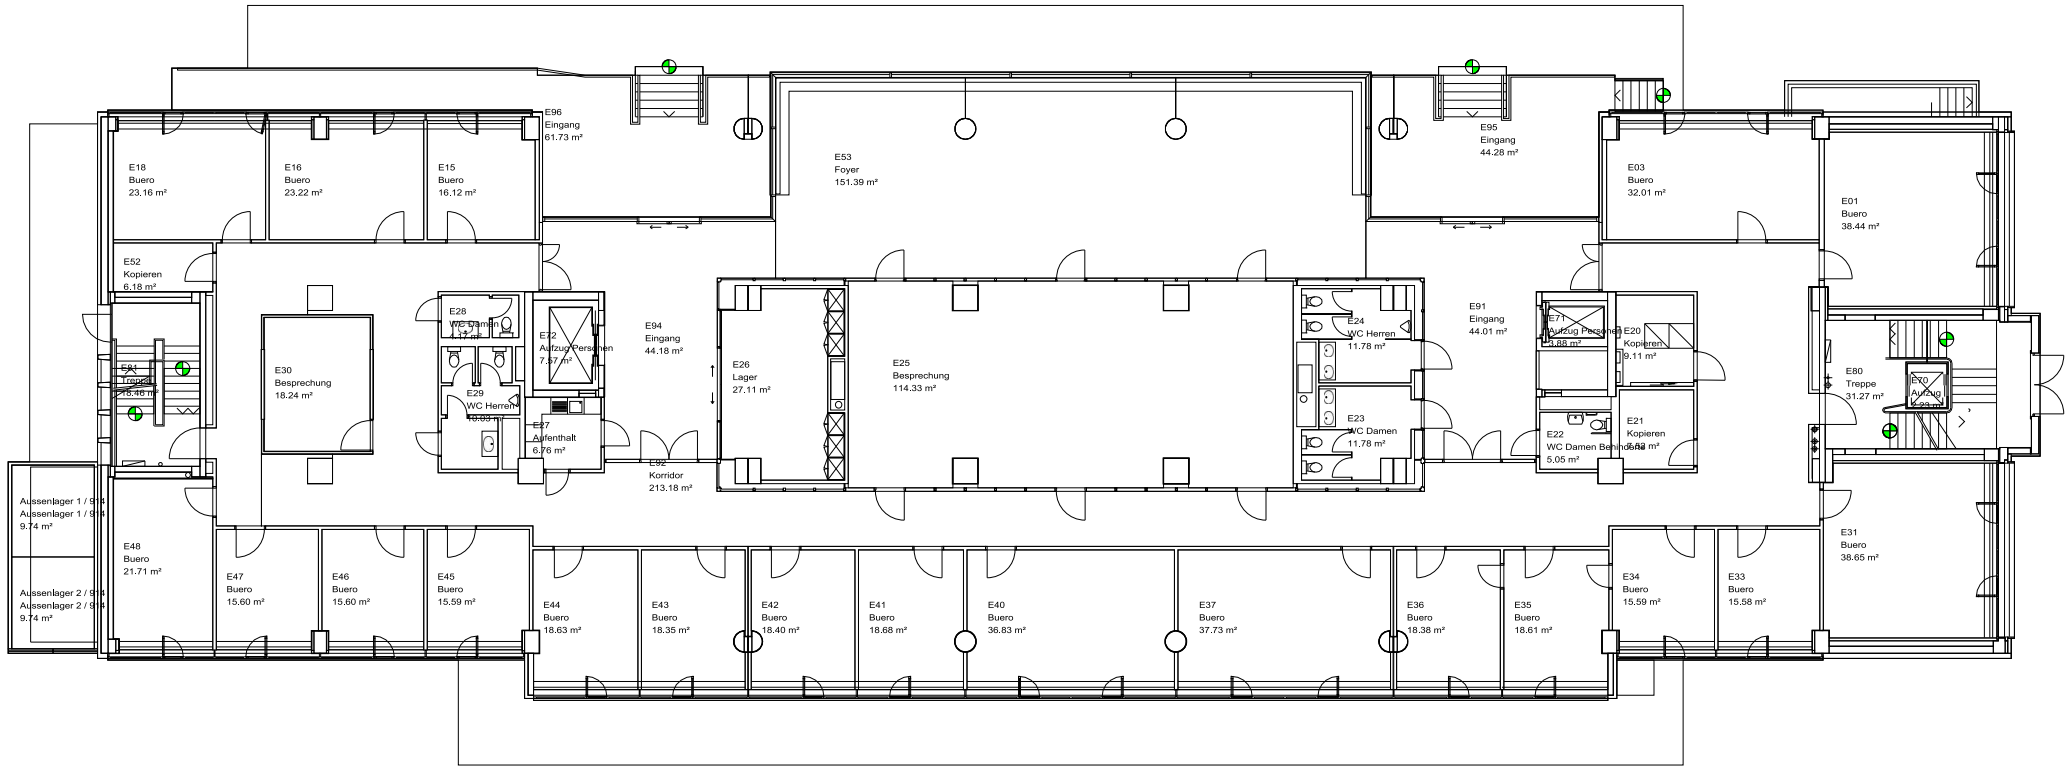 E96
Eingang
61.73 m²
E95
Eingang
44.28 m²
E53
Foyer
151.39 m²
E18
Buero
23.16 m²
E16
Buero
23.22 m²
E15
Buero
16.12 m²
E03
Buero
32.01 m²
E01
Buero
38.44 m²
E52
Kopieren
6.18 m²
E28
WC Damen
E72
Aufzug Personen
7.57 m²
E94
Eingang
44.18 m²
E91
Eingang
44.01 m²
E71
Aufzug Personen
3.88 m²
E20
Kopieren
9.11 m²
E24
WC Herren
11.78 m²
E81
Treppe
18.46 m²
E30
Besprechung
18.24 m²
E26
Lager
27.11 m²
E25
Besprechung
114.33 m²
E80
Treppe
31.27 m²
E70
Aufzug
E29
WC Herren
E27
Aufenthalt
6.76 m²
E23
WC Damen
11.78 m²
E22
WC Damen Behinderte
5.05 m²
E21
Kopieren
E92
Korridor
213.18 m²
Aussenlager 1 / 914
Aussenlager 1 / 914
9.74 m²
E48
Buero
21.71 m²
E31
Buero
38.65 m²
Aussenlager 2 / 914
Aussenlager 2 / 914
9.74 m²
E47
Buero
15.60 m²
E46
Buero
15.60 m²
E45
Buero
15.59 m²
E44
Buero
18.63 m²
E43
Buero
18.35 m²
E42
Buero
18.40 m²
E41
Buero
18.68 m²
E40
Buero
36.83 m²
E37
Buero
37.73 m²
E36
Buero
18.38 m²
E35
Buero
18.61 m²
E34
Buero
15.59 m²
E33
Buero
15.58 m²